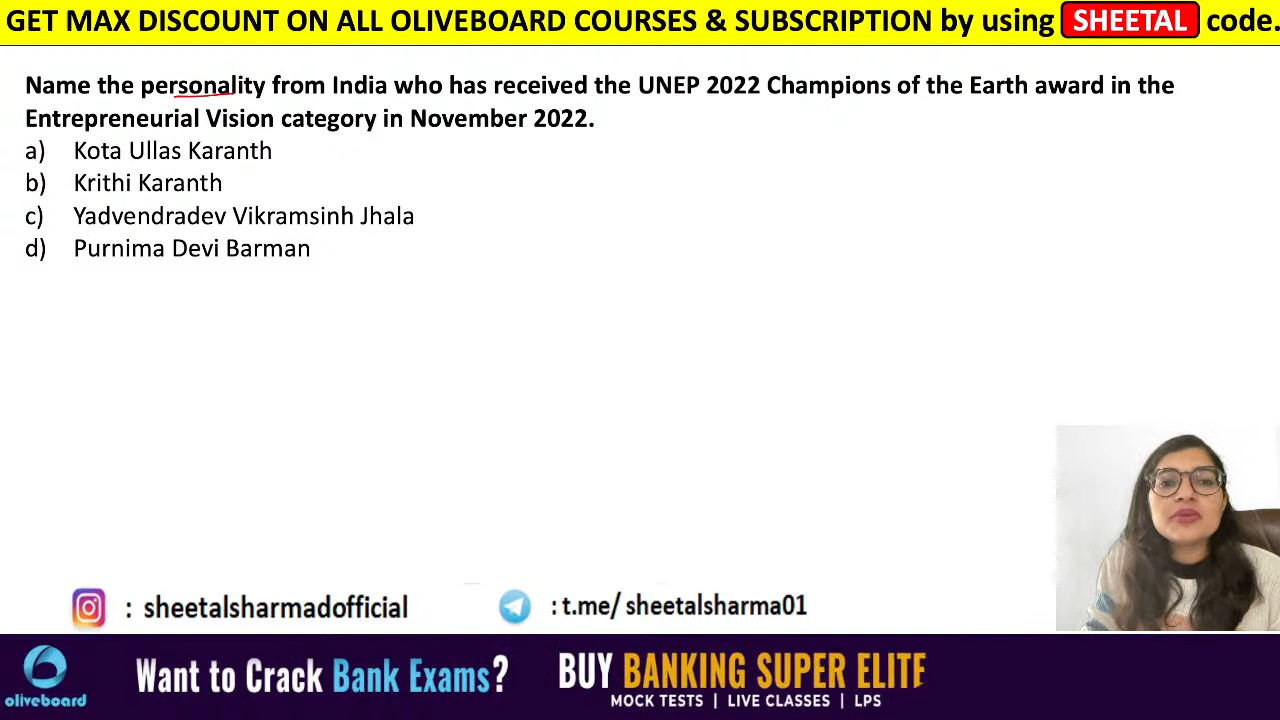 GET MAX DISCOUNT ON ALL OLIVEBOARD COURSES & SUBSCRIPTION by using SHEETAL code.
Name the personality from India who has received the UNEP 2022 Champions of the Earth award in the
Entrepreneurial Vision category in November 2022.
a) Kota Ullas Karanth
b) Krithi Karanth
c) Yadvendradev Vikramsinh Jhala
d) Purnima Devi Barman
: sheetalsharmadofficial
: t.me/ sheetalsharma01
oliveboard
Want to Crack Bank Exams?
BUY BANKING SUPER ELITE
MOCK TESTS | LIVE CLASSES | LPS